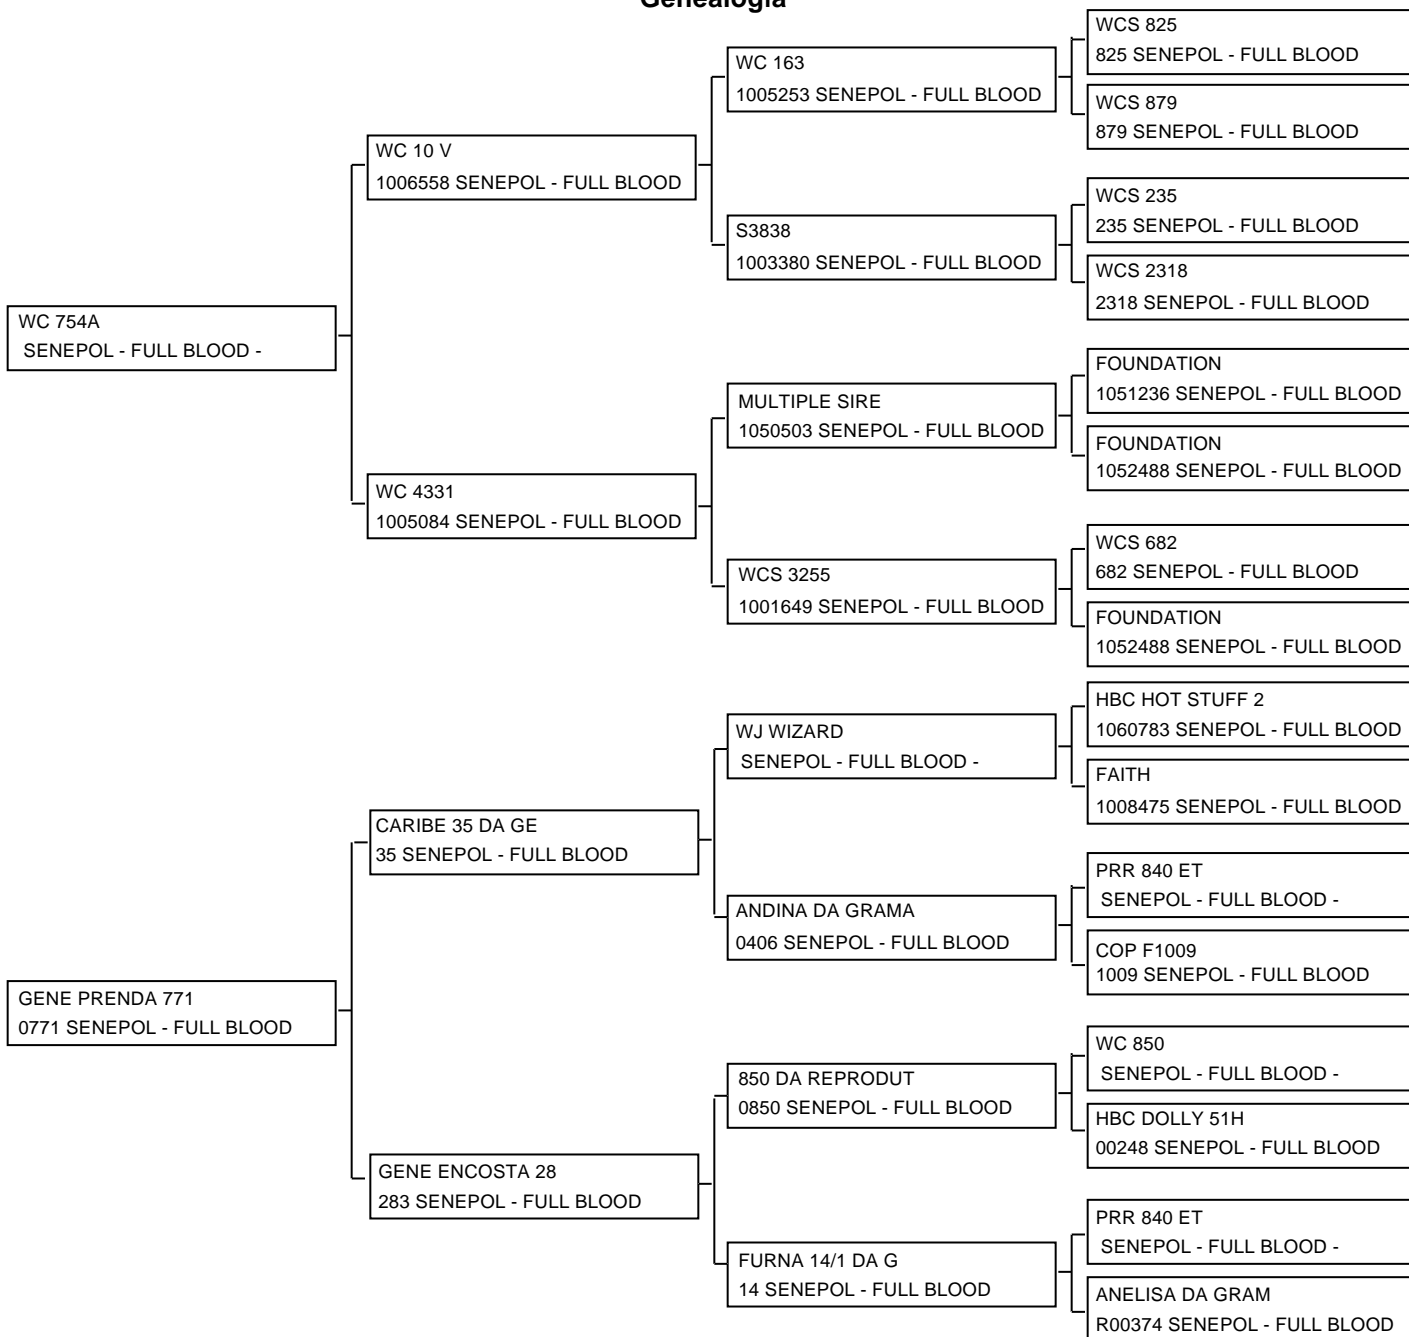 Genealogia
WC 754A
SENEPOL - FULL BLOOD -
WC 10 V
1006558 SENEPOL - FULL BLOOD
WC 163
1005253 SENEPOL - FULL BLOOD
WCS 825
825 SENEPOL - FULL BLOOD
WCS 879
879 SENEPOL - FULL BLOOD
S3838
1003380 SENEPOL - FULL BLOOD
WCS 235
235 SENEPOL - FULL BLOOD
WCS 2318
2318 SENEPOL - FULL BLOOD
WC 4331
1005084 SENEPOL - FULL BLOOD
MULTIPLE SIRE
1050503 SENEPOL - FULL BLOOD
FOUNDATION
1051236 SENEPOL - FULL BLOOD
FOUNDATION
1052488 SENEPOL - FULL BLOOD
WCS 3255
1001649 SENEPOL - FULL BLOOD
WCS 682
682 SENEPOL - FULL BLOOD
FOUNDATION
1052488 SENEPOL - FULL BLOOD
GENE PRENDA 771
0771 SENEPOL - FULL BLOOD
CARIBE 35 DA GE
35 SENEPOL - FULL BLOOD
WJ WIZARD
SENEPOL - FULL BLOOD -
HBC HOT STUFF 2
1060783 SENEPOL - FULL BLOOD
FAITH
1008475 SENEPOL - FULL BLOOD
ANDINA DA GRAMA
0406 SENEPOL - FULL BLOOD
PRR 840 ET
SENEPOL - FULL BLOOD -
COP F1009
1009 SENEPOL - FULL BLOOD
GENE ENCOSTA 28
283 SENEPOL - FULL BLOOD
850 DA REPRODUT
0850 SENEPOL - FULL BLOOD
WC 850
SENEPOL - FULL BLOOD -
HBC DOLLY 51H
00248 SENEPOL - FULL BLOOD
FURNA 14/1 DA G
14 SENEPOL - FULL BLOOD
PRR 840 ET
SENEPOL - FULL BLOOD -
ANELISA DA GRAM
R00374 SENEPOL - FULL BLOOD